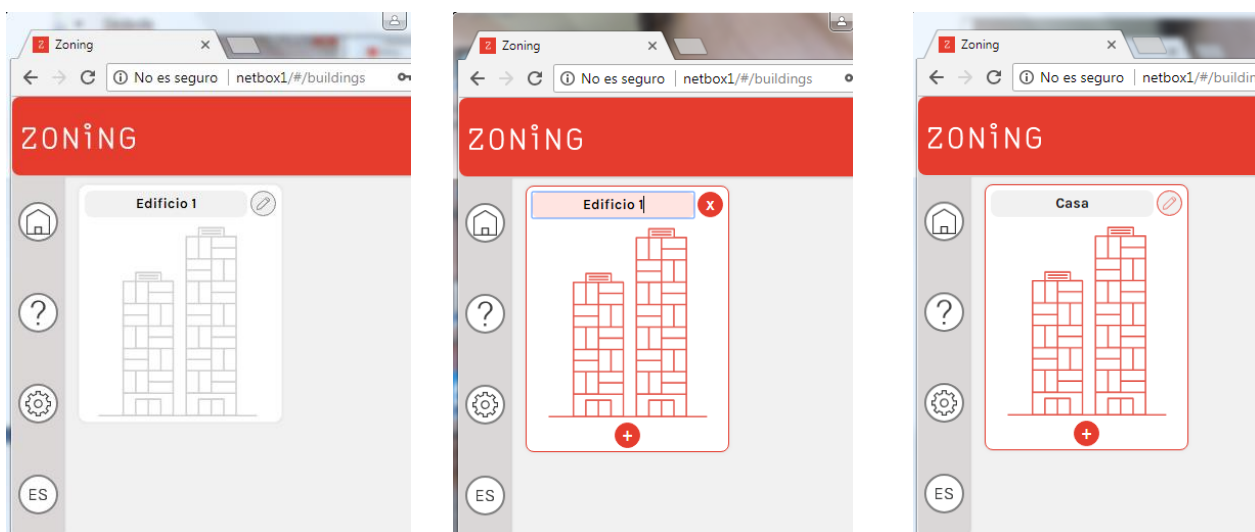 Z Zoning
No es seguro | netbox1/#/buildings
ZONiNG
Edificio 1
?
ES
Z Zoning
No es seguro | netbox1/#/buildings
ZONiNG
Edificio 1 x
?
+
ES
Z Zoning
No es seguro | netbox1/#/buildin
ZONiNG
Casa
?
+
ES